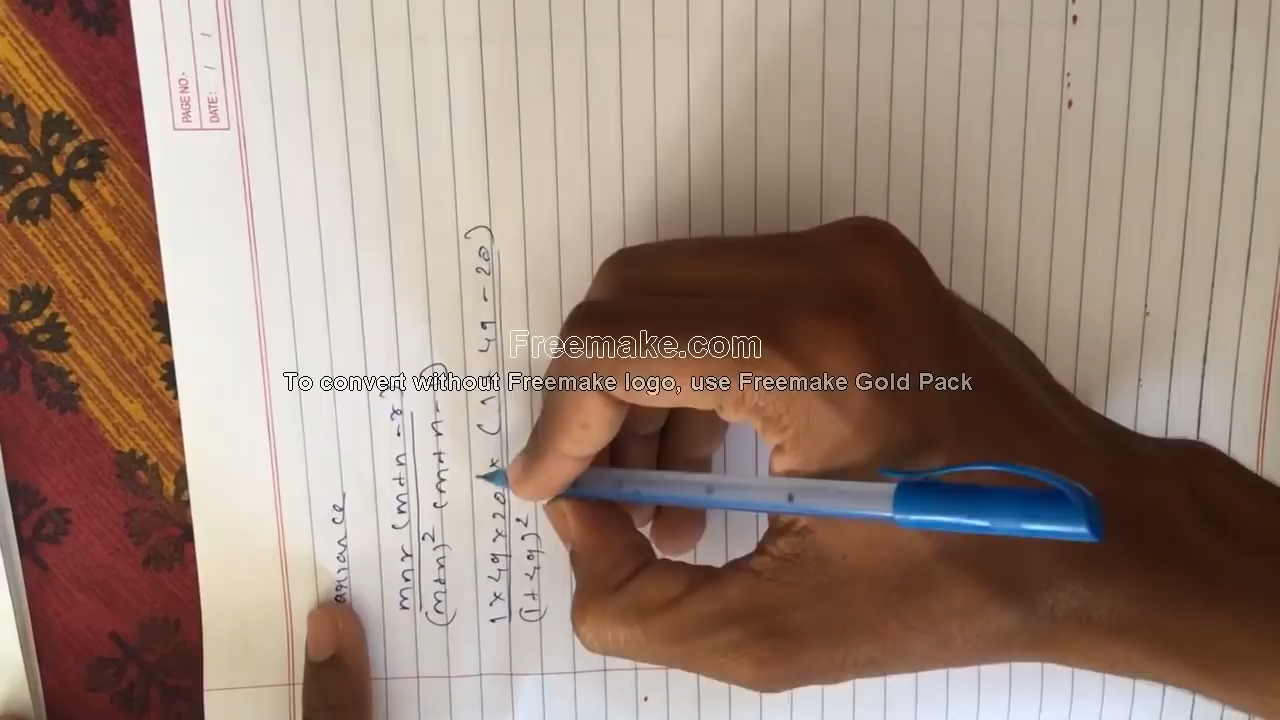 PAGE NO.-
DATE: / /
variance
mnr (m+n-r)
(m+n)² (m+n-
1 x 49 x 20 x (1 49 - 20)
(1 + 49)²
Freemake.com
To convert without Freemake logo, use Freemake Gold Pack